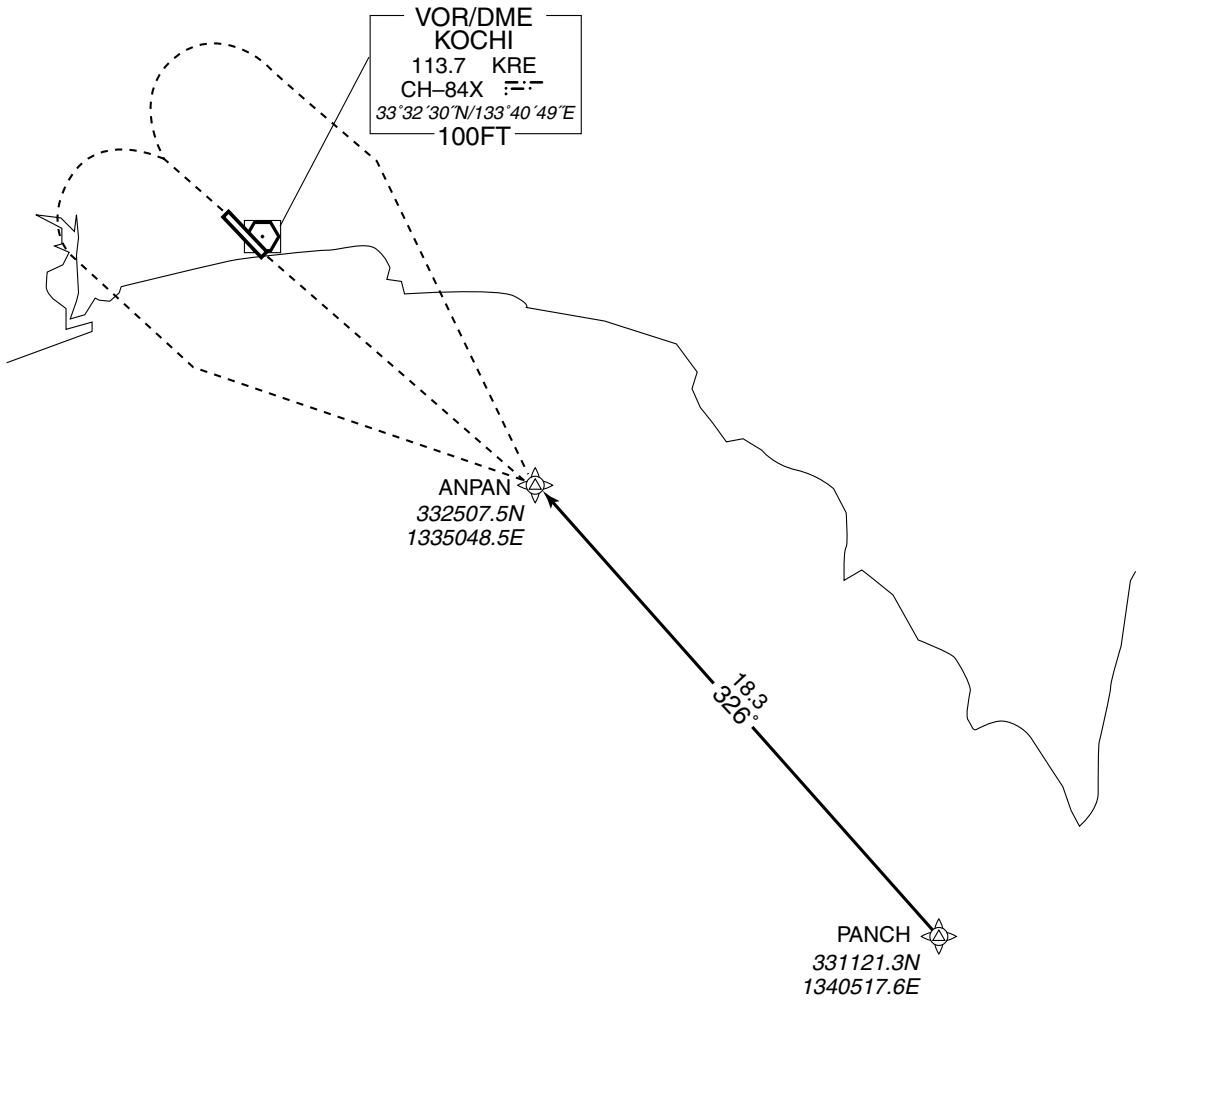 VOR/DME
KOCHI
113.7 KRE
CH–84X
33°32´30˝N/133°40´49˝E
100FT
ANPAN
332507.5N
1335048.5E
18.3
326°
PANCH
331121.3N
1340517.6E